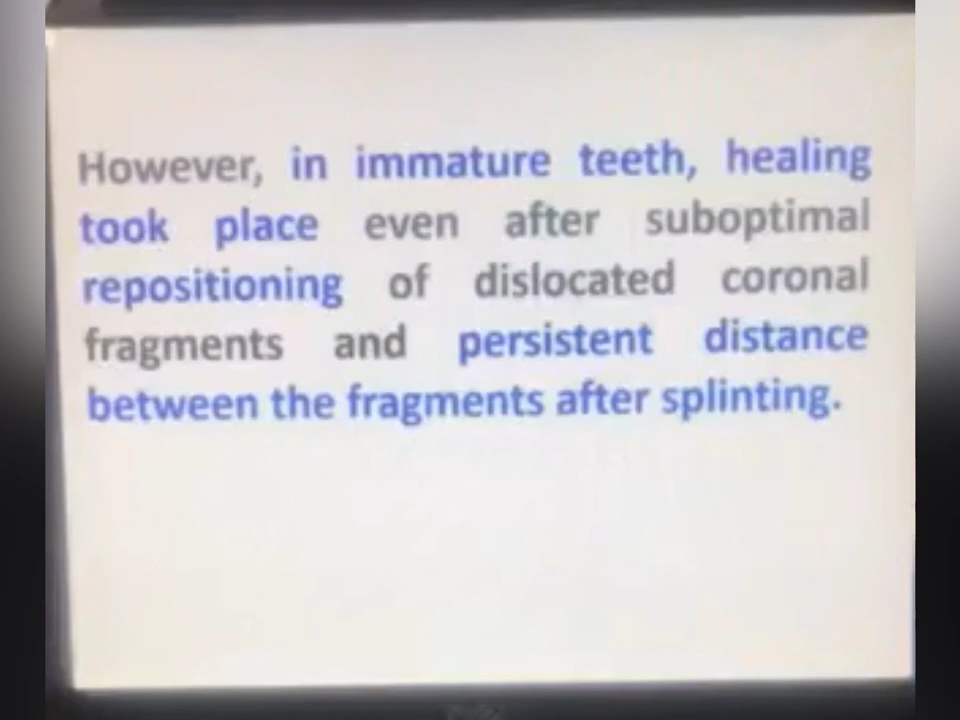 However, in immature teeth, healing
took place even after suboptimal
repositioning of dislocated coronal
fragments and persistent distance
between the fragments after splinting.